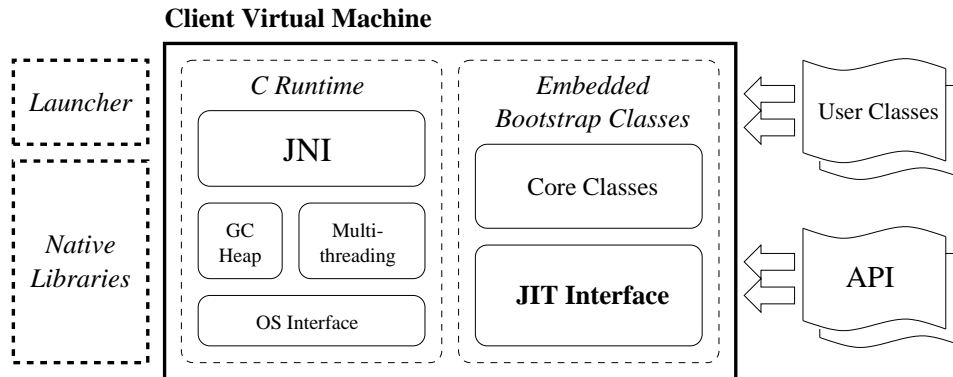 Client Virtual Machine
Launcher
Native
Libraries
C Runtime
JNI
GC
Heap
Multi-
threading
OS Interface
Embedded
Bootstrap Classes
Core Classes
JIT Interface
User Classes
API